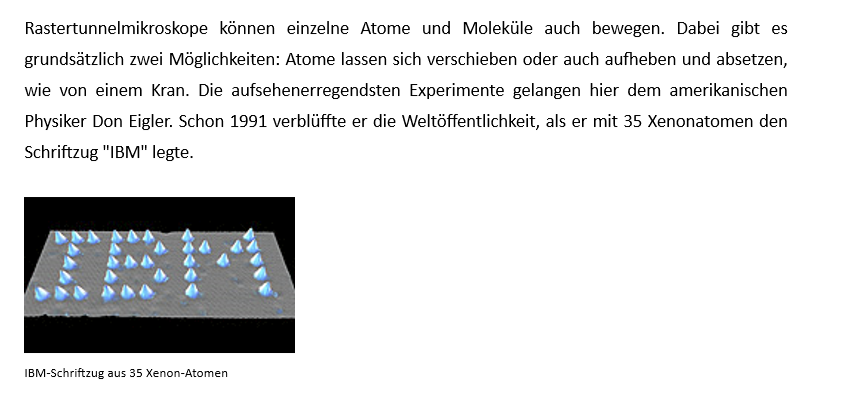 Rastertunnelmikroskope können einzelne Atome und Moleküle auch bewegen. Dabei gibt es
grundsätzlich zwei Möglichkeiten: Atome lassen sich verschieben oder auch aufheben und absetzen,
wie von einem Kran. Die aufsehenerregendsten Experimente gelangen hier dem amerikanischen
Physiker Don Eigler. Schon 1991 verblüffte er die Weltöffentlichkeit, als er mit 35 Xenonatomen den
Schriftzug "IBM" legte.
IBM
IBM-Schriftzug aus 35 Xenon-Atomen